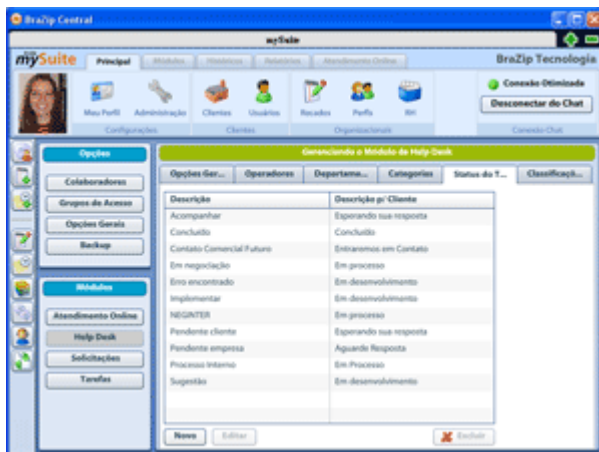 BraZip Central
mySuite
mySuite Principal Módulos Históricos Relatórios Atendimento Online BraZip Tecnologia
Meu Perfil Administração Clientes Usuários Recados Perfis RH
Configurações Clientes Organizacionais
Conexão Otimizada
Desconectar do Chat
Conexão Chat
Opções
Colaboradores
Grupos de Acesso
Opções Gerais
Backup
Módulos
Atendimento Online
Help Desk
Solicitações
Tarefas
Gerenciando o Módulo de Help-Desk
Opções Ger... Operadores Departame... Categorias Status do T... Classificaçã...
Descrição Descrição p/ Cliente
Acompanhar Esperando sua resposta
Concluído Concluído
Contato Comercial Futuro Entraremos em Contato
Em negociação Em processo
Erro encontrado Em desenvolvimento
Implementar Em desenvolvimento
NEGINTER Em processo
Pendente cliente Esperando sua resposta
Pendente empresa Aguarde Resposta
Processo Interno Em Processo
Sugestão Em desenvolvimento
Novo Editar Excluir